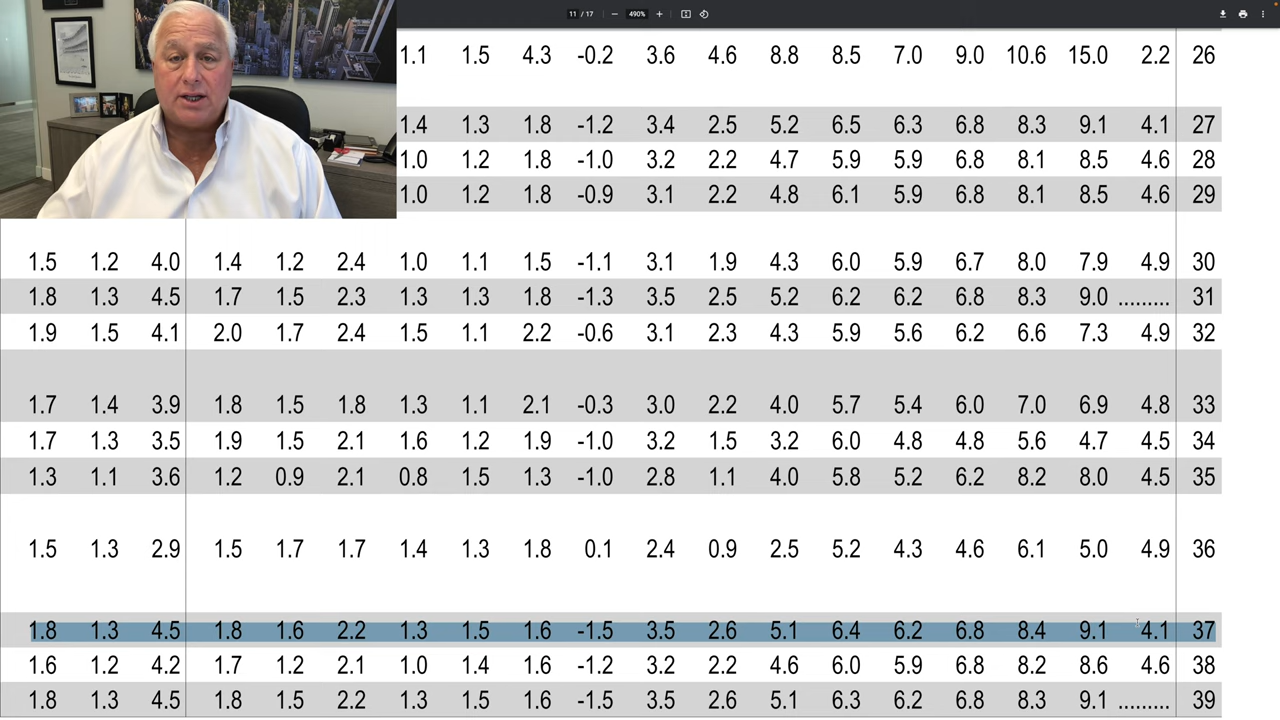 11 / 17 490%
1.1 1.5 4.3 -0.2 3.6 4.6 8.8 8.5 7.0 9.0 10.6 15.0 2.2 26
1.4 1.3 1.8 -1.2 3.4 2.5 5.2 6.5 6.3 6.8 8.3 9.1 4.1 27
1.0 1.2 1.8 -1.0 3.2 2.2 4.7 5.9 5.9 6.8 8.1 8.5 4.6 28
1.0 1.2 1.8 -0.9 3.1 2.2 4.8 6.1 5.9 6.8 8.1 8.5 4.6 29
1.5 1.2 4.0 1.4 1.2 2.4 1.0 1.1 1.5 -1.1 3.1 1.9 4.3 6.0 5.9 6.7 8.0 7.9 4.9 30
1.8 1.3 4.5 1.7 1.5 2.3 1.3 1.3 1.8 -1.3 3.5 2.5 5.2 6.2 6.2 6.8 8.3 9.0 ......... 31
1.9 1.5 4.1 2.0 1.7 2.4 1.5 1.1 2.2 -0.6 3.1 2.3 4.3 5.9 5.6 6.2 6.6 7.3 4.9 32
1.7 1.4 3.9 1.8 1.5 1.8 1.3 1.1 2.1 -0.3 3.0 2.2 4.0 5.7 5.4 6.0 7.0 6.9 4.8 33
1.7 1.3 3.5 1.9 1.5 2.1 1.6 1.2 1.9 -1.0 3.2 1.5 3.2 6.0 4.8 4.8 5.6 4.7 4.5 34
1.3 1.1 3.6 1.2 0.9 2.1 0.8 1.5 1.3 -1.0 2.8 1.1 4.0 5.8 5.2 6.2 8.2 8.0 4.5 35
1.5 1.3 2.9 1.5 1.7 1.7 1.4 1.3 1.8 0.1 2.4 0.9 2.5 5.2 4.3 4.6 6.1 5.0 4.9 36
1.8 1.3 4.5 1.8 1.6 2.2 1.3 1.5 1.6 -1.5 3.5 2.6 5.1 6.4 6.2 6.8 8.4 9.1 4.1 37
1.6 1.2 4.2 1.7 1.2 2.1 1.0 1.4 1.6 -1.2 3.2 2.2 4.6 6.0 5.9 6.8 8.2 8.6 4.6 38
1.8 1.3 4.5 1.8 1.5 2.2 1.3 1.5 1.6 -1.5 3.5 2.6 5.1 6.3 6.2 6.8 8.3 9.1 ......... 39